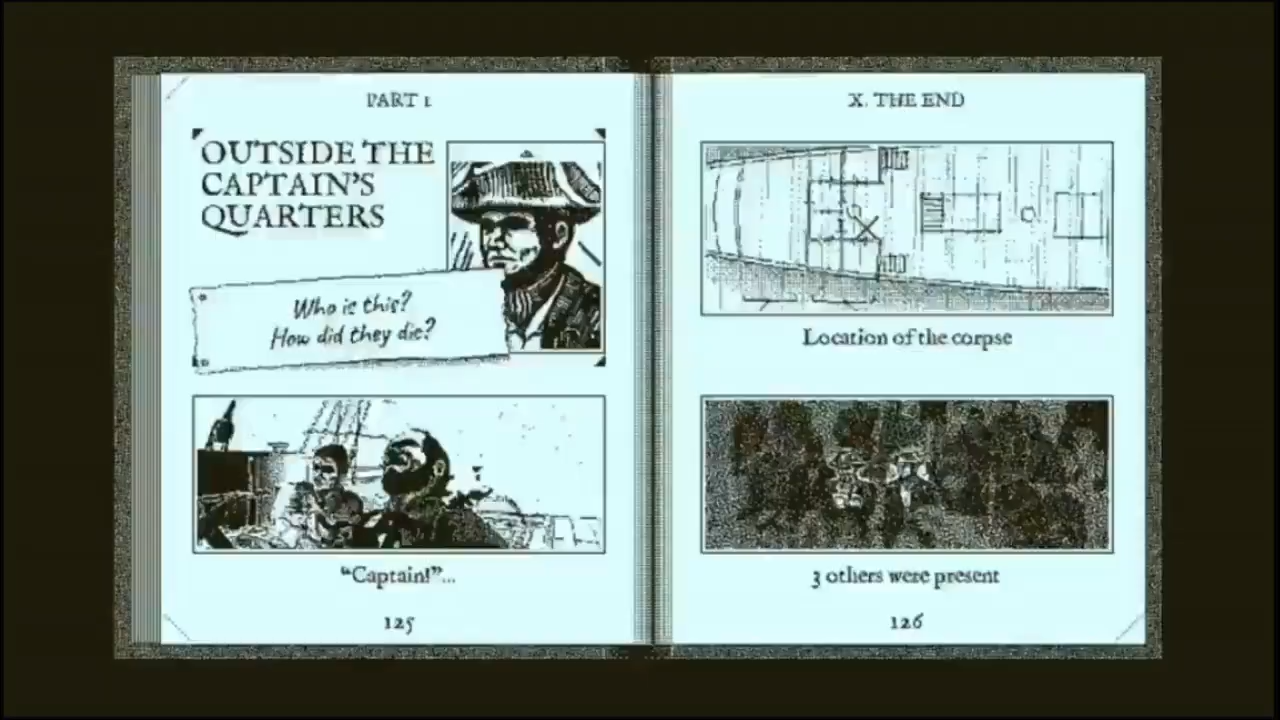 PART 1
OUTSIDE THE
CAPTAIN'S
QUARTERS
Who is this?
How did they die?
"Captain!"...
125
X. THE END
Location of the corpse
3 others were present
126